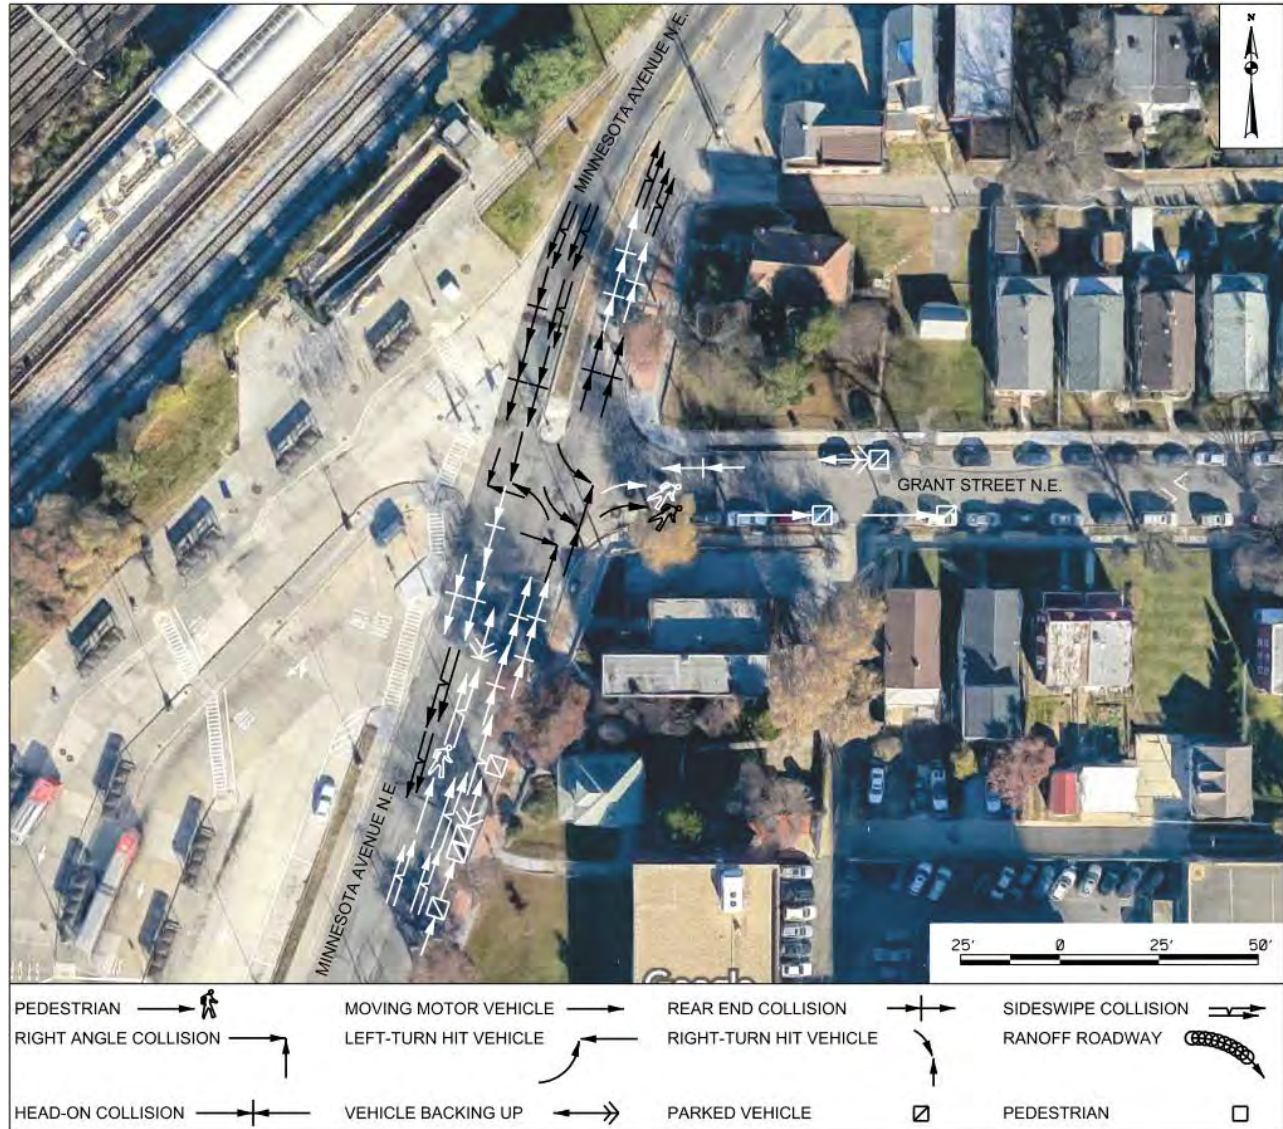 N
MINNESOTA AVENUE N.E.
GRANT STREET N.E.
MINNESOTA AVENUE N.E.
25' 0 25' 50'
Google
PEDESTRIAN MOVING MOTOR VEHICLE REAR END COLLISION SIDESWIPE COLLISION
RIGHT ANGLE COLLISION LEFT-TURN HIT VEHICLE RIGHT-TURN HIT VEHICLE RANOFF ROADWAY
HEAD-ON COLLISION VEHICLE BACKING UP PARKED VEHICLE PEDESTRIAN